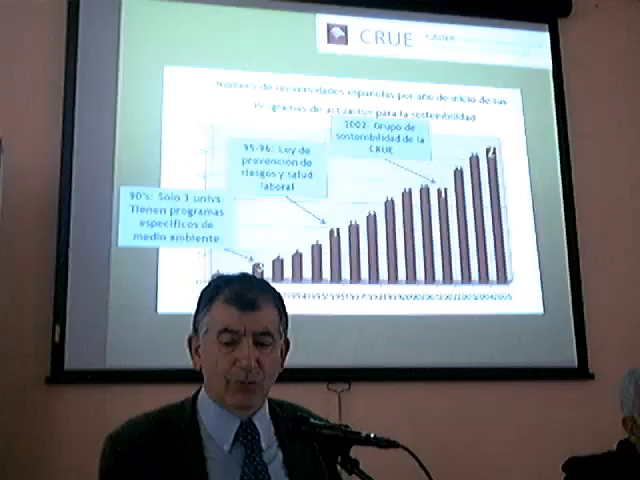 CRUE CADEP
Número de universidades españolas por año de inicio de sus
Programas de actuación para la sostenibilidad
2002: Grupo de
sostenibilidad de la
CRUE
95-96: Ley de
prevención de
riesgos y salud
laboral
90's: Solo 3 univs
Tienen programas
específicos de
medio ambiente